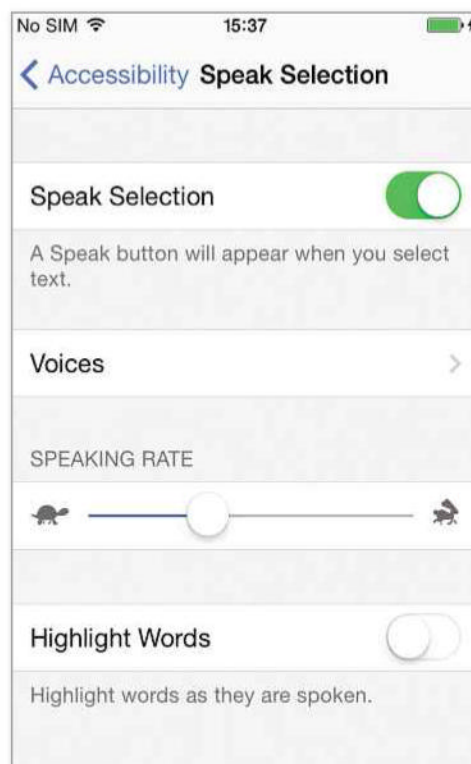 No SIM 15:37
Accessibility Speak Selection
Speak Selection
A Speak button will appear when you select
text.
Voices
SPEAKING RATE
Highlight Words
Highlight words as they are spoken.